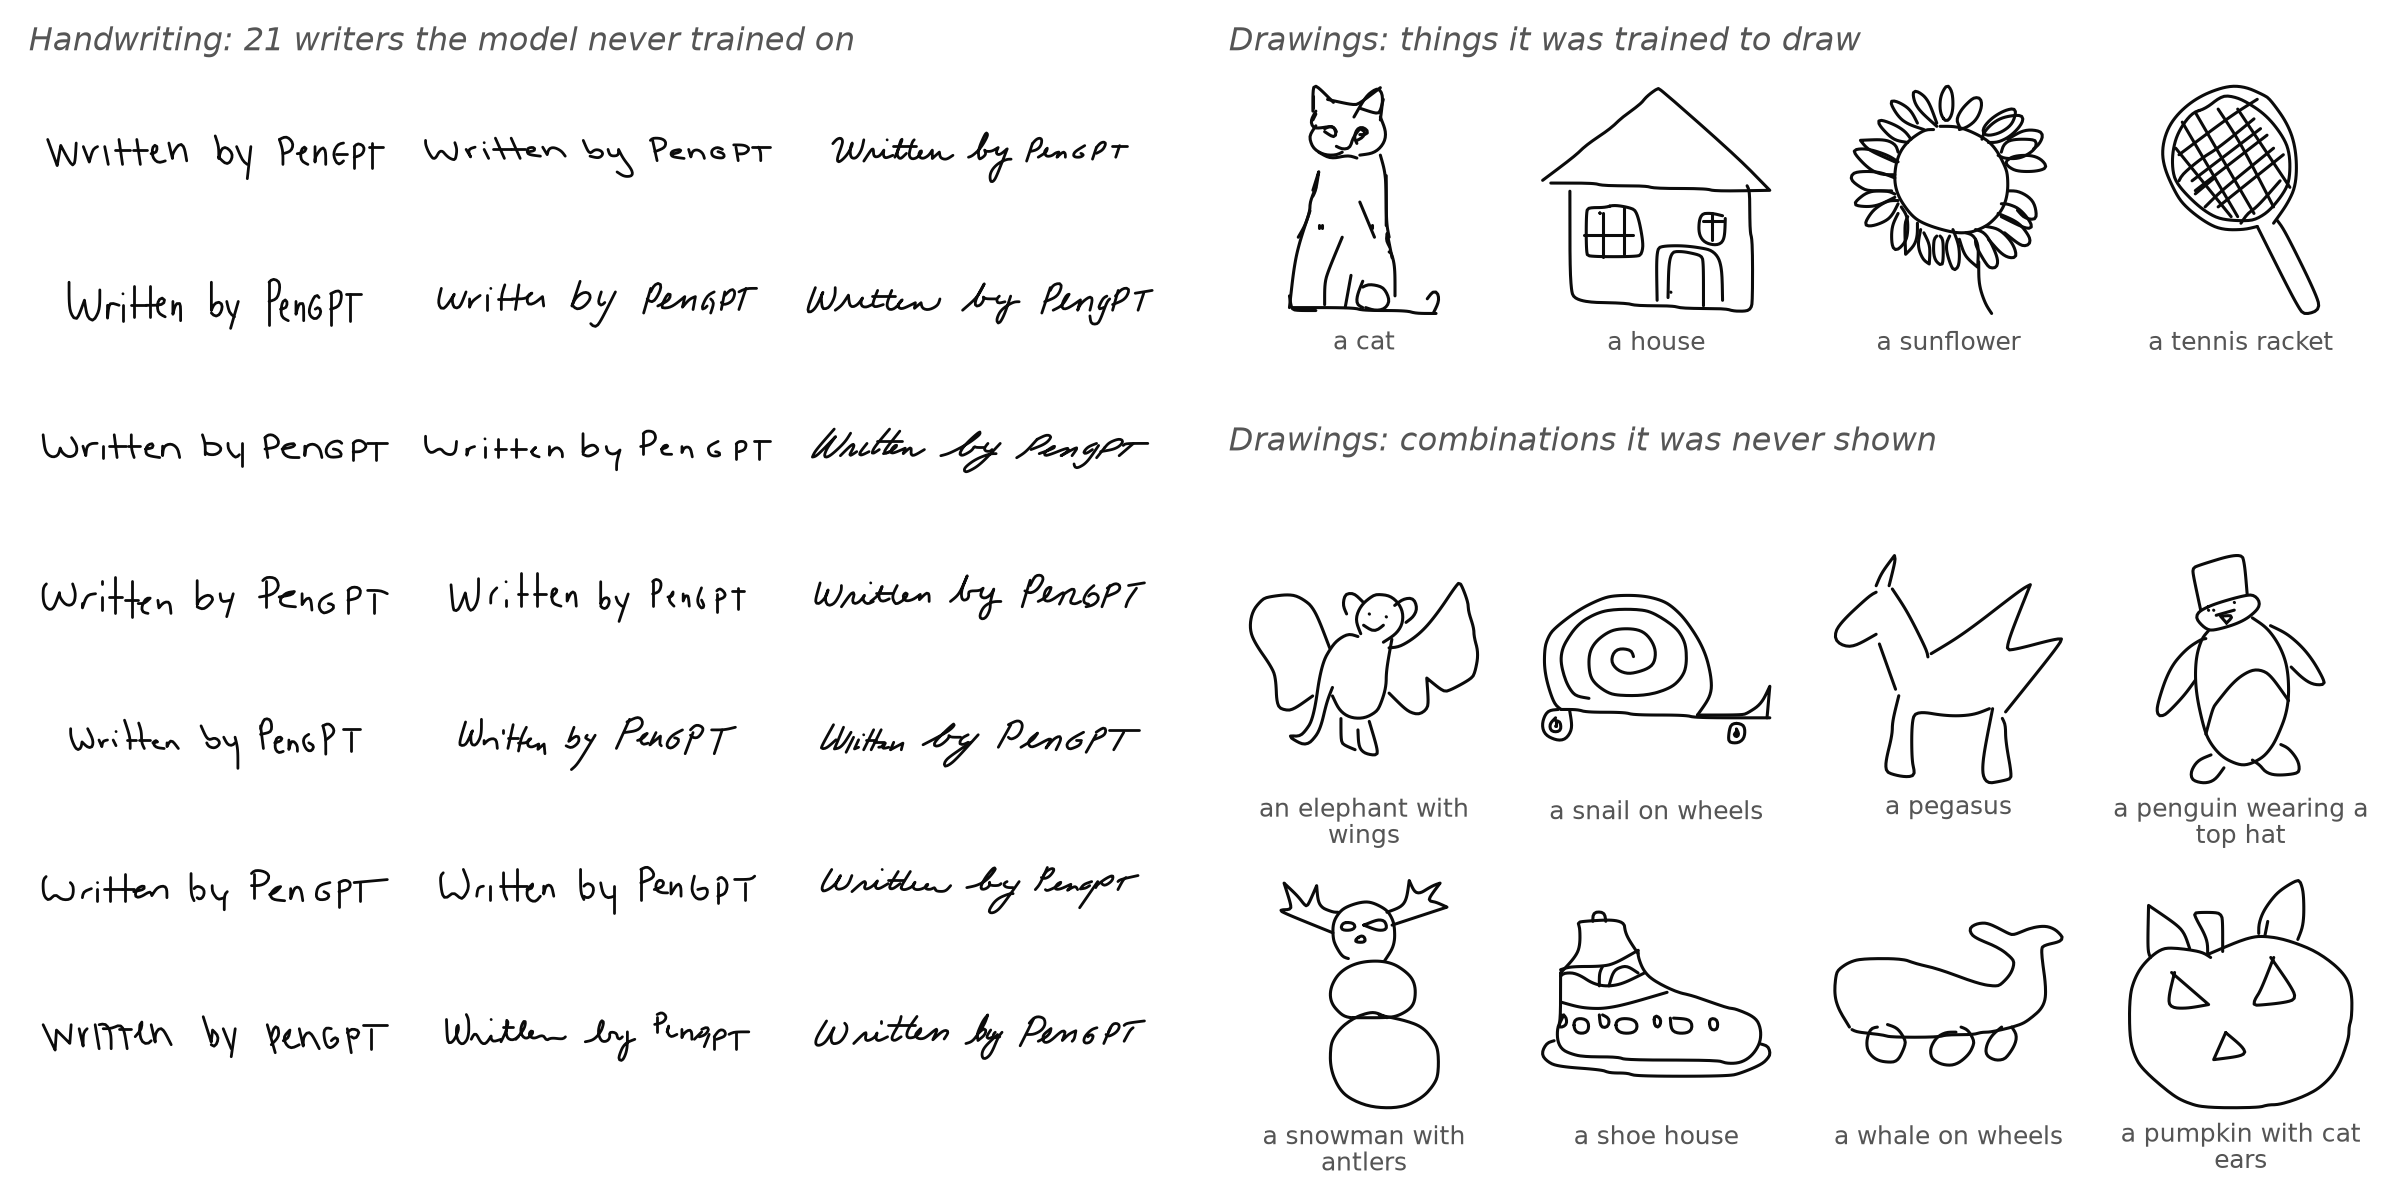 Handwriting: 21 writers the model never trained on
Written by PenGPT Written by PenGPT Written by PenGPT
Written by PenGPT Written by PenGPT Written by PengPT
Written by PenGPT Written by PenGPT Written by PengPT
Written by PenGPT Written by PenGPT Written by PenGPT
Written by PenGPT Written by PenGPT Written by PenGPT
Written by PenGPT Written by PenGPT Written by PengPT
Written by penGPT Written by PengPT Written by PenGPT
Drawings: things it was trained to draw
a cat
a house
a sunflower
a tennis racket
Drawings: combinations it was never shown
an elephant with
wings
a snail on wheels
a pegasus
a penguin wearing a
top hat
a snowman with
antlers
a shoe house
a whale on wheels
a pumpkin with cat
ears